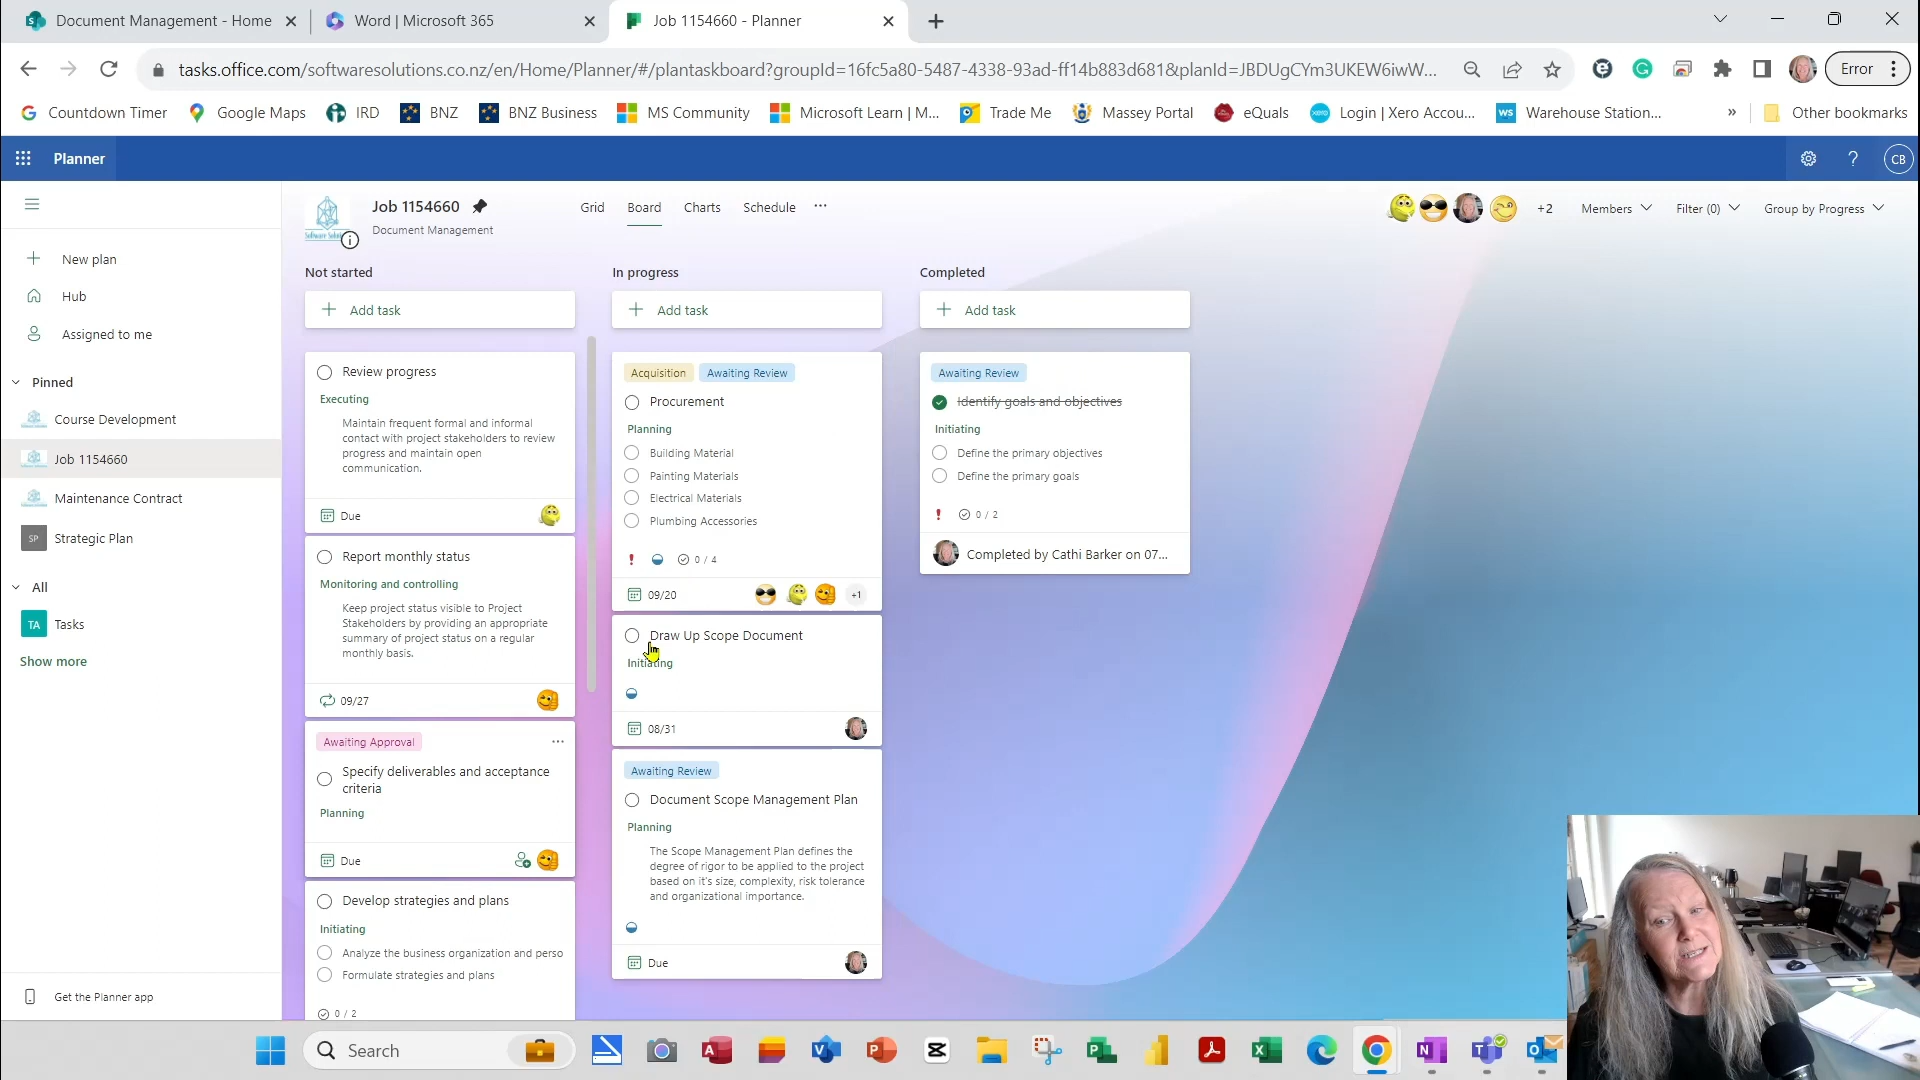 Document Management - Home
Word | Microsoft 365
Job 1154660 - Planner
tasks.office.com/softwaresolutions.co.nz/en/Home/Planner/#/plantaskboard?groupId=16fc5a80-5487-4338-93ad-ff14b883d681&planId=JBDUgCYm3UKEW6iwW...
Error
Countdown Timer
Google Maps
IRD
BNZ
BNZ Business
MS Community
Microsoft Learn | M...
Trade Me
Massey Portal
eQuals
Login | Xero Accou...
WS
Warehouse Station...
»
Other bookmarks
Planner
?
CB
Job 1154660
Document Management
Grid
Board
Charts
Schedule
...
+2
Members
Filter (0)
Group by Progress
New plan
Hub
Assigned to me
Pinned
Course Development
Job 1154660
Maintenance Contract
SP Strategic Plan
All
TA Tasks
Show more
Get the Planner app
Not started
+ Add task
Review progress
Executing
Maintain frequent formal and informal
contact with project stakeholders to review
progress and maintain open
communication.
Due
Report monthly status
Monitoring and controlling
Keep project status visible to Project
Stakeholders by providing an appropriate
summary of project status on a regular
monthly basis.
09/27
Awaiting Approval
...
Specify deliverables and acceptance
criteria
Planning
Due
Develop strategies and plans
Initiating
Analyze the business organization and perso
Formulate strategies and plans
0 / 2
In progress
+ Add task
Acquisition
Awaiting Review
Procurement
Planning
Building Material
Painting Materials
Electrical Materials
Plumbing Accessories
0 / 4
09/20
+1
Draw Up Scope Document
Initiating
08/31
Awaiting Review
Document Scope Management Plan
Planning
The Scope Management Plan defines the
degree of rigor to be applied to the project
based on it's size, complexity, risk tolerance
and organizational importance.
Due
Completed
+ Add task
Awaiting Review
Identify goals and objectives
Initiating
Define the primary objectives
Define the primary goals
0 / 2
Completed by Cathi Barker on 07...
Search